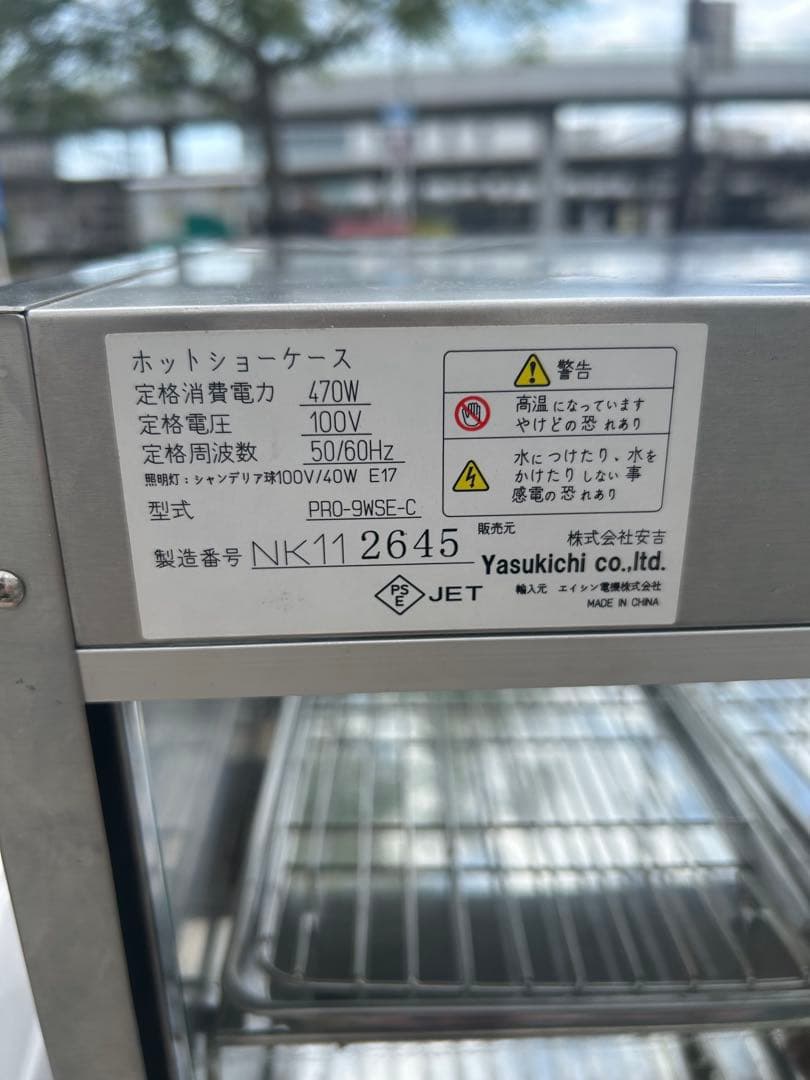 ホットショーケース
定格消費電力 470W
定格電圧 100V
定格周波数 50/60Hz
照明灯：シャンデリア球100V/40W E17
型式 PRO-9WSE-C
製造番号 NK11 2645
PS
E
JET
警告
高温になっています
やけどの恐れあり
水につけたり、水を
かけたりしない事
感電の恐れあり
販売元 株式会社安吉
Yasukichi co.,ltd.
輸入元 エイシン電機株式会社
MADE IN CHINA